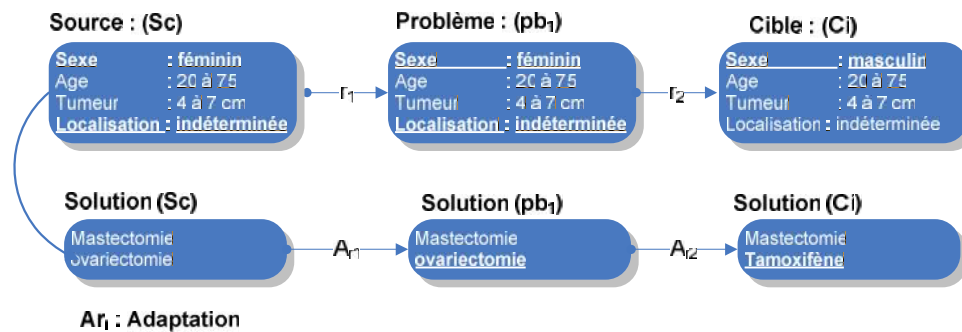 Source : (Sc)
Sexe : féminin
Age : 20 à 75
Tumeur : 4 à 7 cm
Localisation : indéterminée
r1
Problème : (pb1)
Sexe : féminin
Age : 20 à 75
Tumeur : 4 à 7 cm
Localisation : indéterminée
r2
Cible : (Ci)
Sexe : masculin
Age : 20 à 75
Tumeur : 4 à 7 cm
Localisation : indéterminée
Solution (Sc)
Mastectomie
ovariectomie
Ar1
Solution (pb1)
Mastectomie
ovariectomie
Ar2
Solution (Ci)
Mastectomie
Tamoxifène
Ari : Adaptation